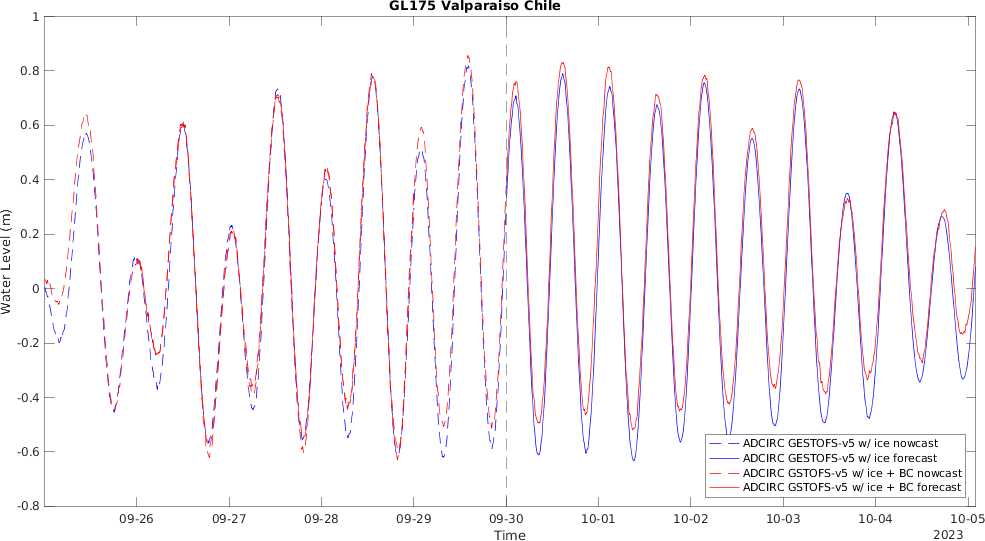 GL175 Valparaiso Chile
1
0.8
0.6
0.4
0.2
0
-0.2
-0.4
-0.6
-0.8
Water Level (m)
ADCIRC GESTOFS-v5 w/ ice nowcast
ADCIRC GESTOFS-v5 w/ ice forecast
ADCIRC GSTOFS-v5 w/ ice + BC nowcast
ADCIRC GSTOFS-v5 w/ ice + BC forecast
09-26 09-27 09-28 09-29 09-30 10-01 10-02 10-03 10-04 10-05
Time
2023